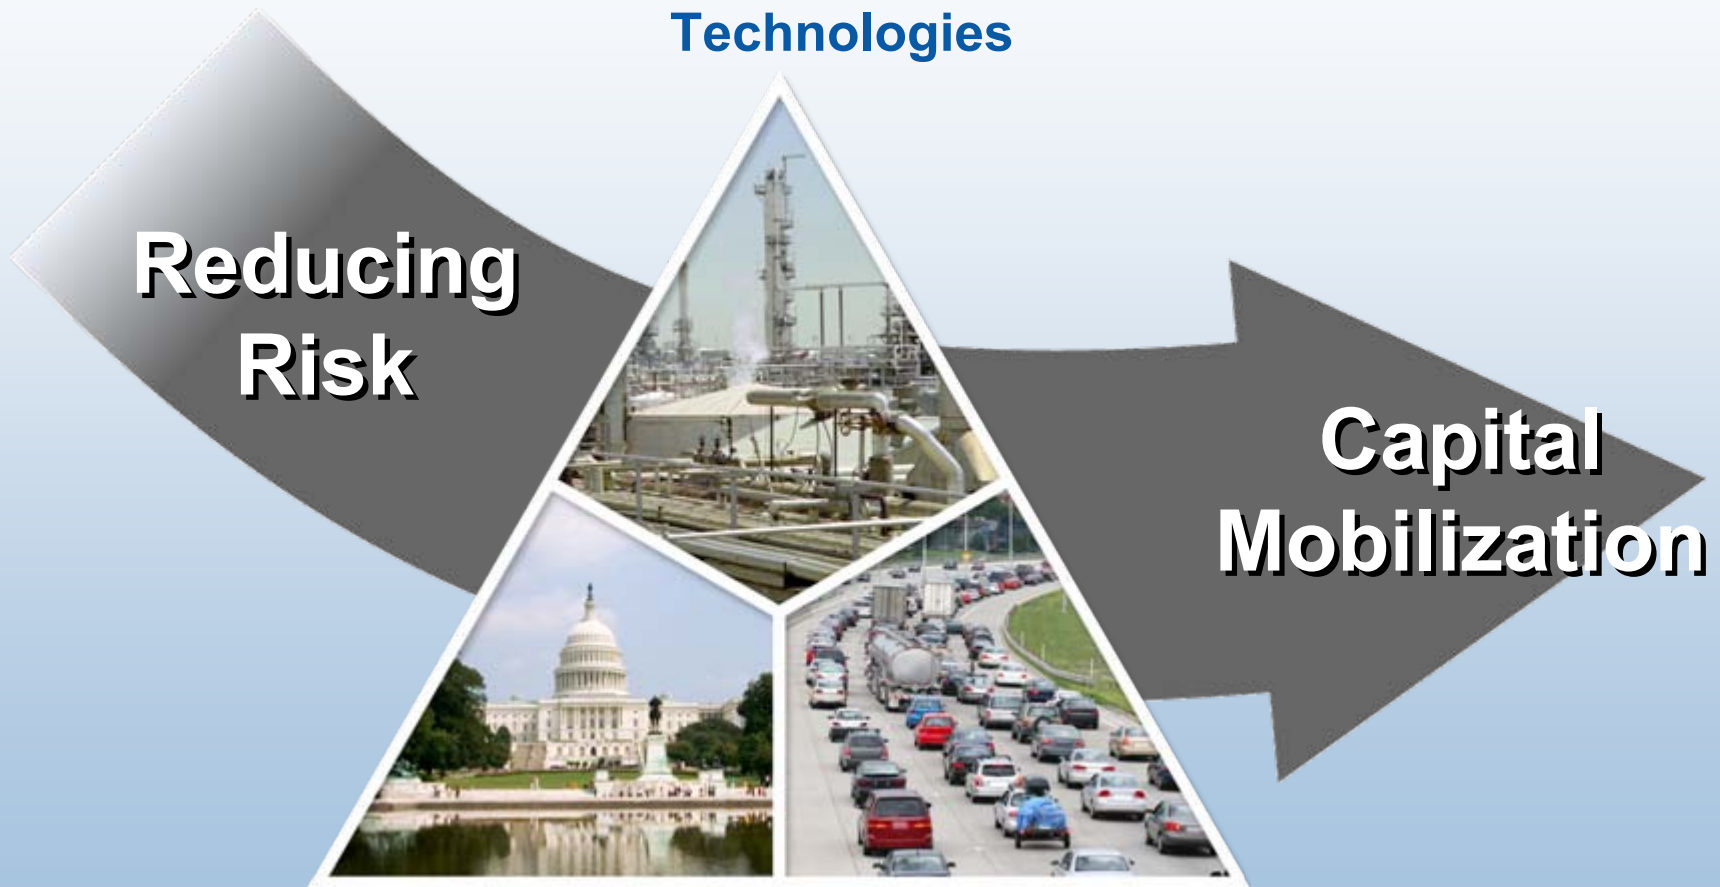 Technologies
Reducing
Risk
Capital
Mobilization